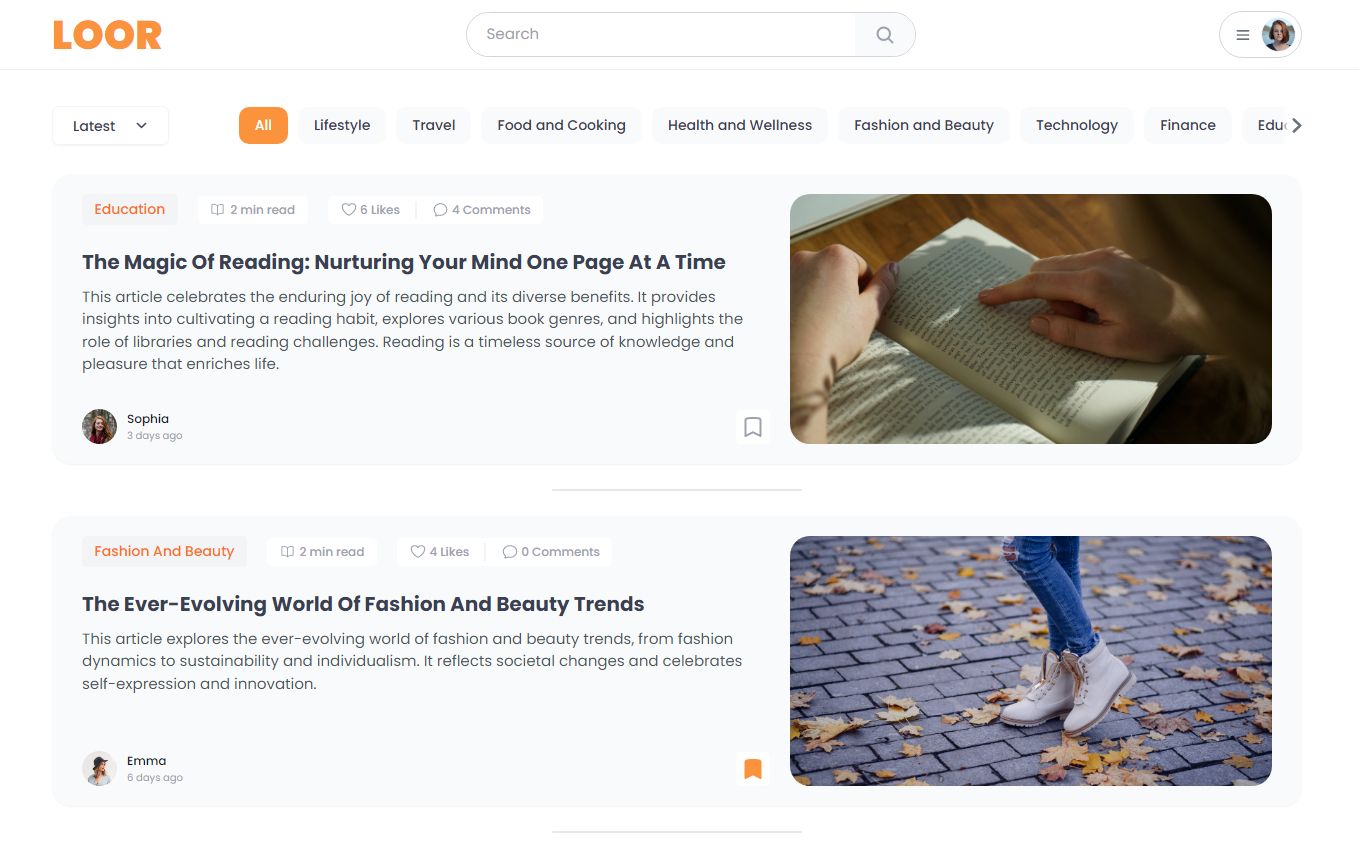 LOOR
Search
Latest
All
Lifestyle
Travel
Food and Cooking
Health and Wellness
Fashion and Beauty
Technology
Finance
Educ
Education
2 min read
6 Likes
4 Comments
The Magic Of Reading: Nurturing Your Mind One Page At A Time
This article celebrates the enduring joy of reading and its diverse benefits. It provides
insights into cultivating a reading habit, explores various book genres, and highlights the
role of libraries and reading challenges. Reading is a timeless source of knowledge and
pleasure that enriches life.
Sophia
3 days ago
Fashion And Beauty
2 min read
4 Likes
0 Comments
The Ever-Evolving World Of Fashion And Beauty Trends
This article explores the ever-evolving world of fashion and beauty trends, from fashion
dynamics to sustainability and individualism. It reflects societal changes and celebrates
self-expression and innovation.
Emma
6 days ago